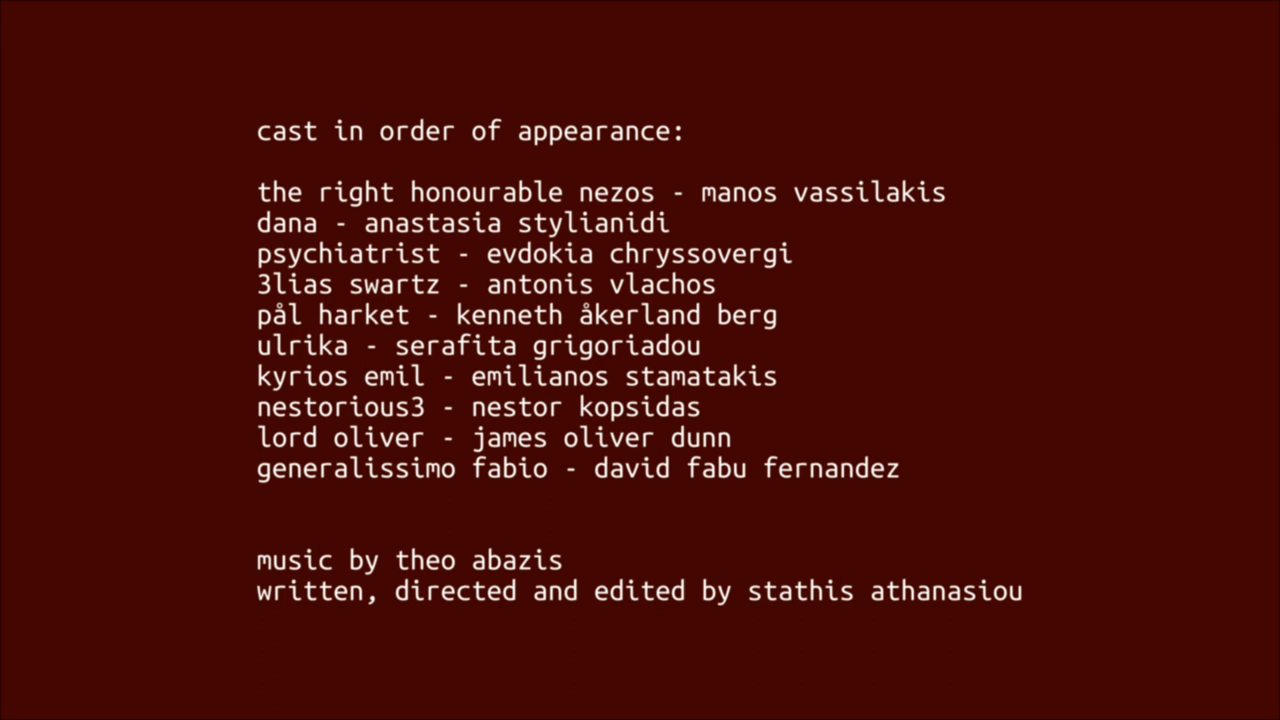 cast in order of appearance:
the right honourable nezos - manos vassilakis
dana - anastasia stylianidi
psychiatrist - evdokia chryssovergi
3lias swartz - antonis vlachos
pål harket - kenneth åkerland berg
ulrika - serafita grigoriadou
kyrios emil - emilianos stamatakis
nestorious3 - nestor kopsidas
lord oliver - james oliver dunn
generalissimo fabio - david fabu fernandez
music by theo abazis
written, directed and edited by stathis athanasiou